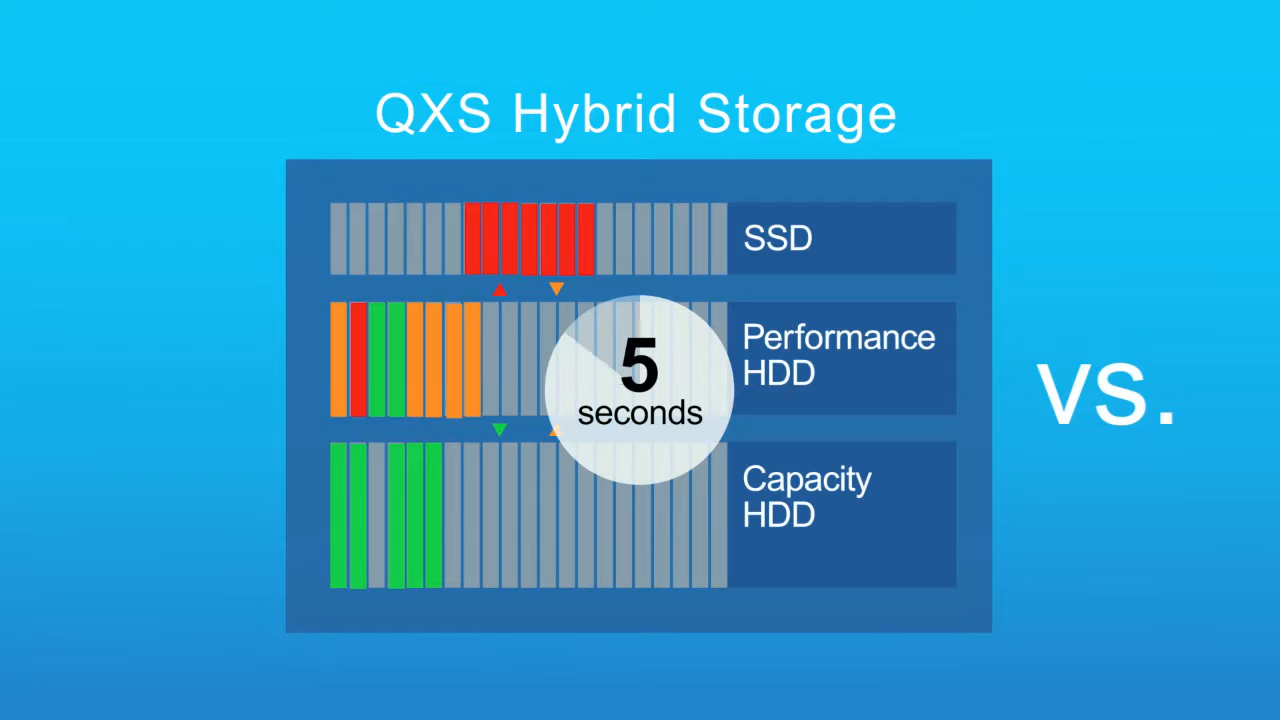 QXS Hybrid Storage
SSD
Performance
HDD
5
seconds
vs.
Capacity
HDD